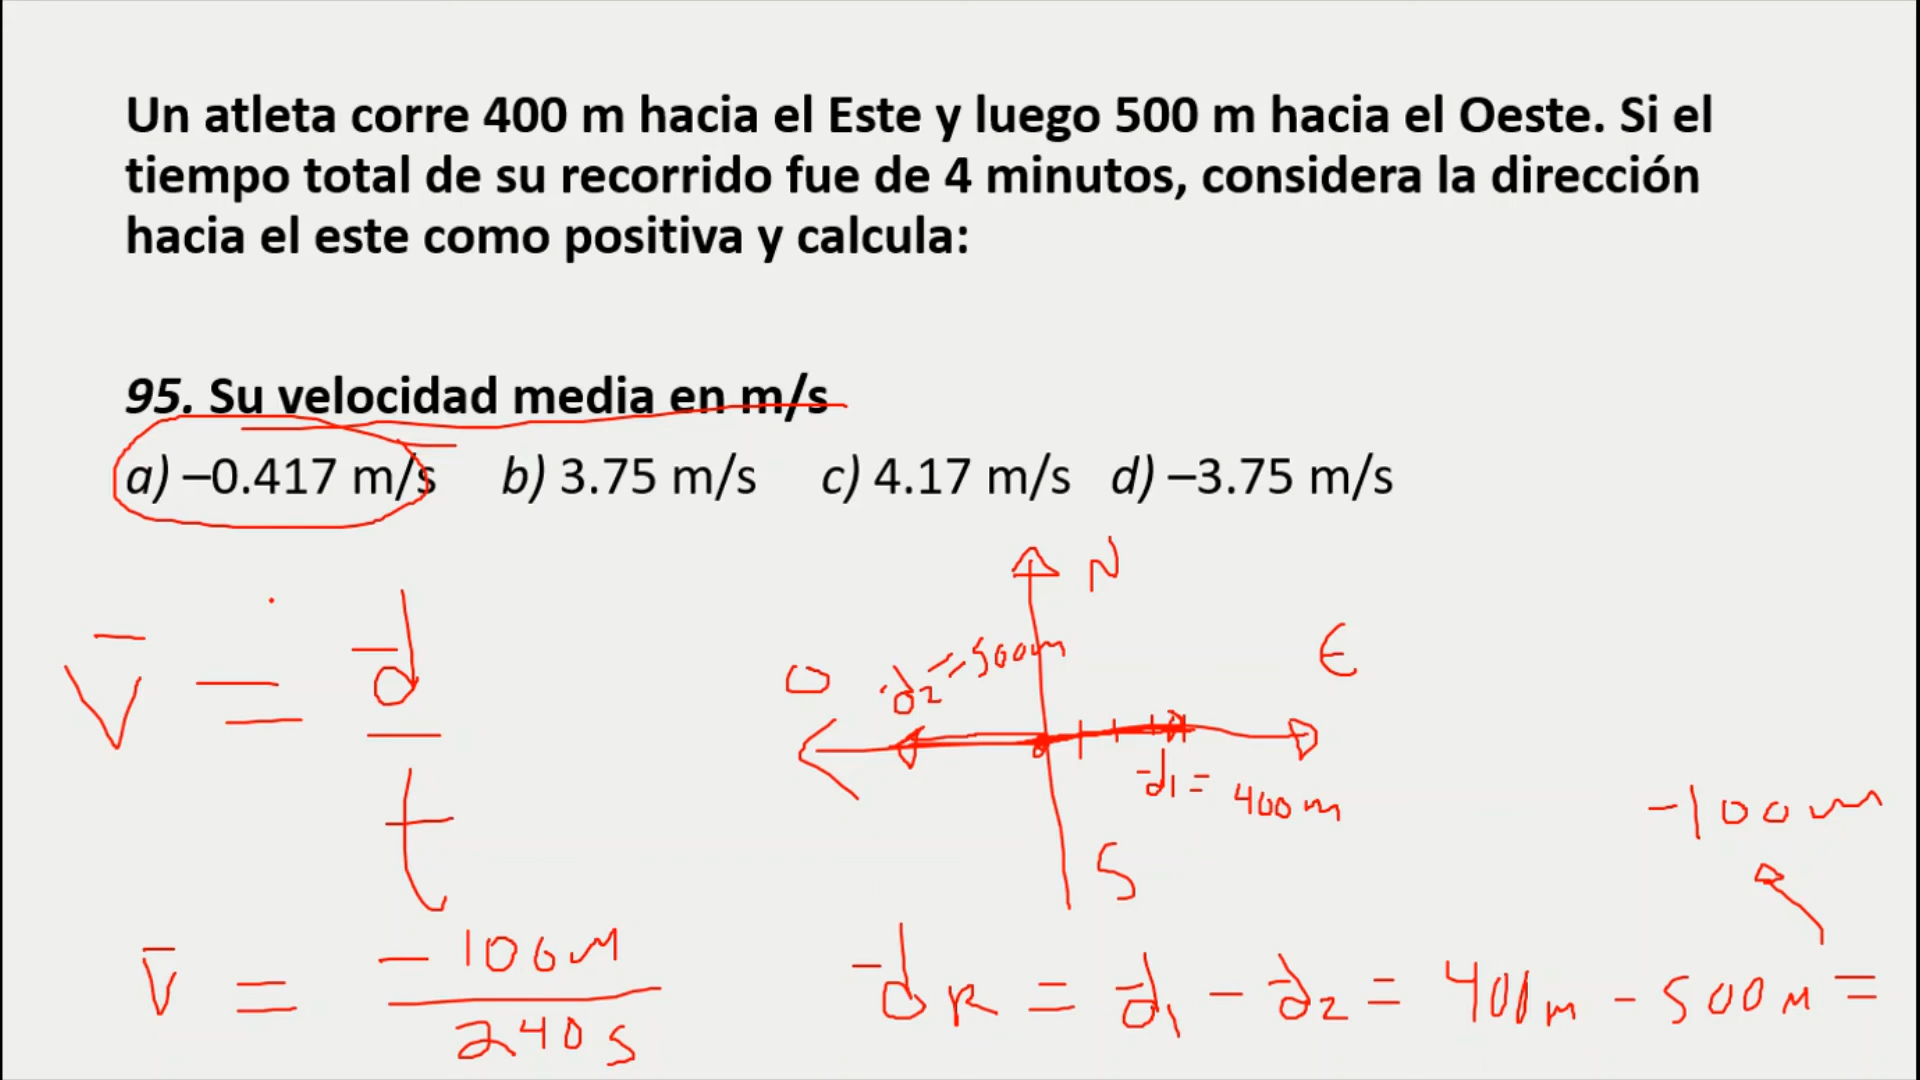 Un atleta corre 400 m hacia el Este y luego 500 m hacia el Oeste. Si el
tiempo total de su recorrido fue de 4 minutos, considera la dirección
hacia el este como positiva y calcula:
95. Su velocidad media en m/s
a) –0.417 m/s b) 3.75 m/s c) 4.17 m/s d) –3.75 m/s
N
E
O
d2 = 500m
d1 = 400 m
S
V = d
t
-100m
V = -100M
240 s
dR = d1 - d2 = 400m - 500M =